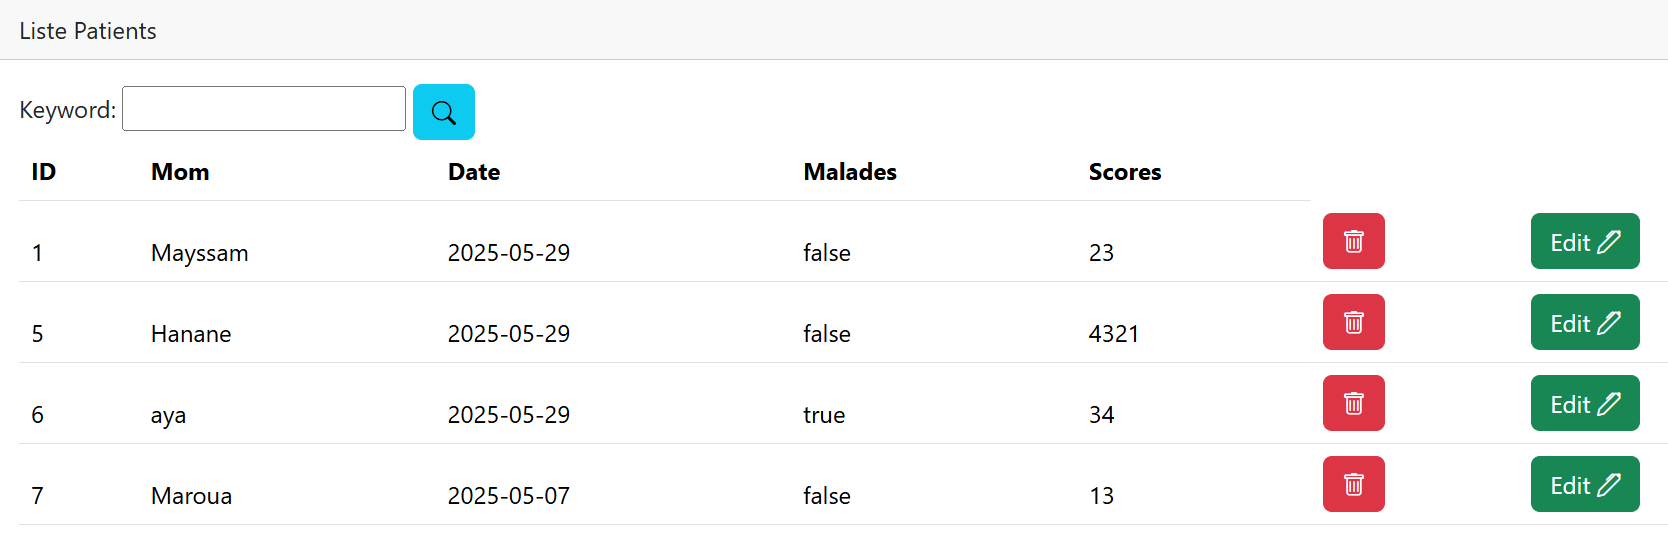 Liste Patients
Keyword:
ID Mom Date Malades Scores
1 Mayssam 2025-05-29 false 23 Edit
5 Hanane 2025-05-29 false 4321 Edit
6 aya 2025-05-29 true 34 Edit
7 Maroua 2025-05-07 false 13 Edit